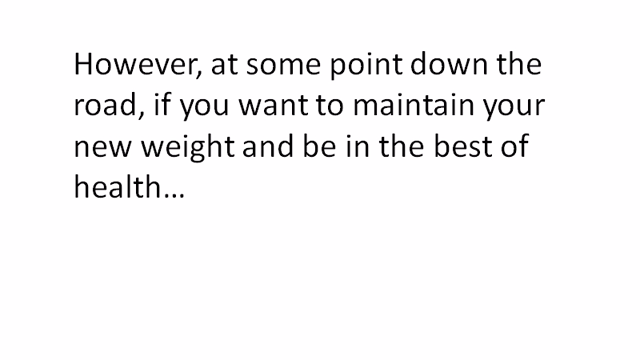 However, at some point down the
road, if you want to maintain your
new weight and be in the best of
health…